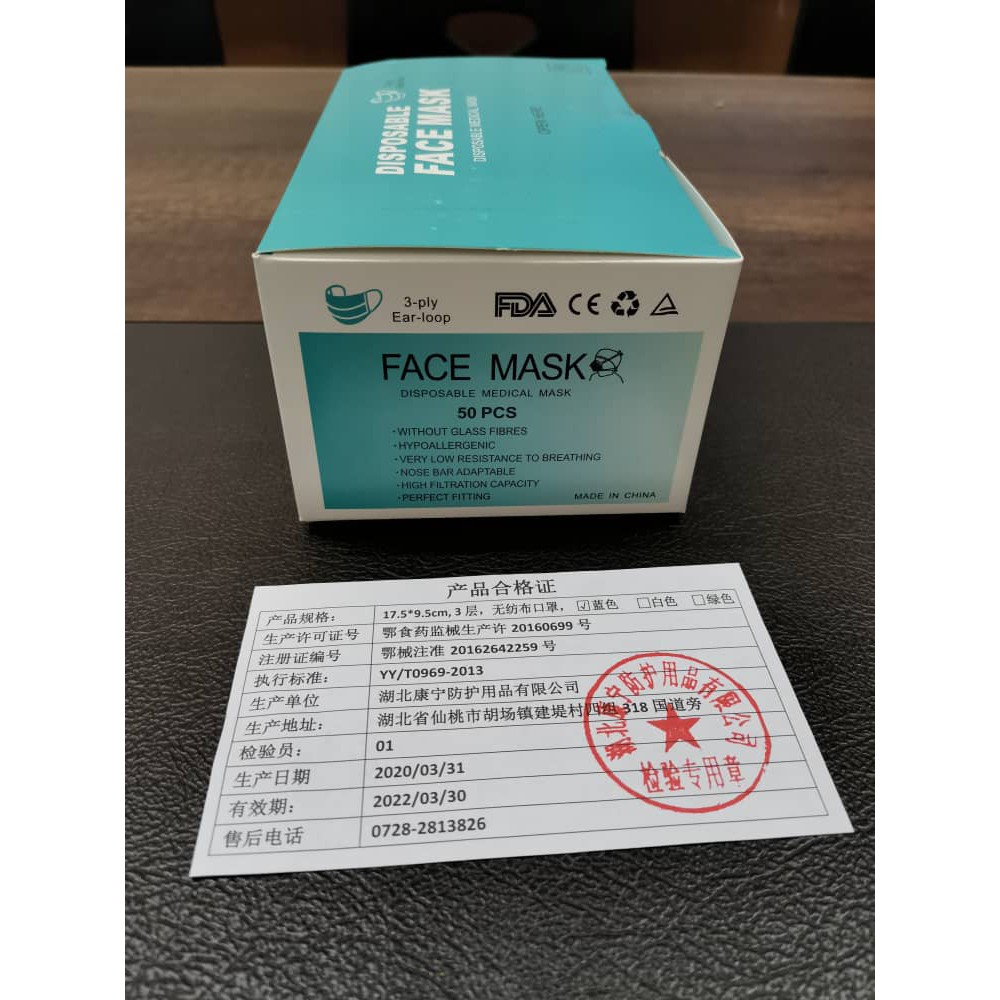 DISPOSABLE
FACE MASK
DISPOSABLE MEDICAL MASK
OPEN HERE
3-ply
Ear-loop
FDA CE
FACE MASK
DISPOSABLE MEDICAL MASK
50 PCS
·WITHOUT GLASS FIBRES
·HYPOALLERGENIC
·VERY LOW RESISTANCE TO BREATHING
·NOSE BAR ADAPTABLE
·HIGH FILTRATION CAPACITY
·PERFECT FITTING
MADE IN CHINA
产品合格证
产品规格: 17.5*9.5cm, 3 层，无纺布口罩，☑蓝色 □白色 □绿色
生产许可证号 鄂食药监械生产许 20160699 号
注册证编号 鄂械注准 20162642259 号
执行标准: YY/T0969-2013
生产单位 湖北康宁防护用品有限公司
生产地址: 湖北省仙桃市胡场镇建堤村四组 318 国道旁
检验员: 01
生产日期 2020/03/31
有效期: 2022/03/30
售后电话 0728-2813826
湖北康宁防护用品有限公司
检验专用章